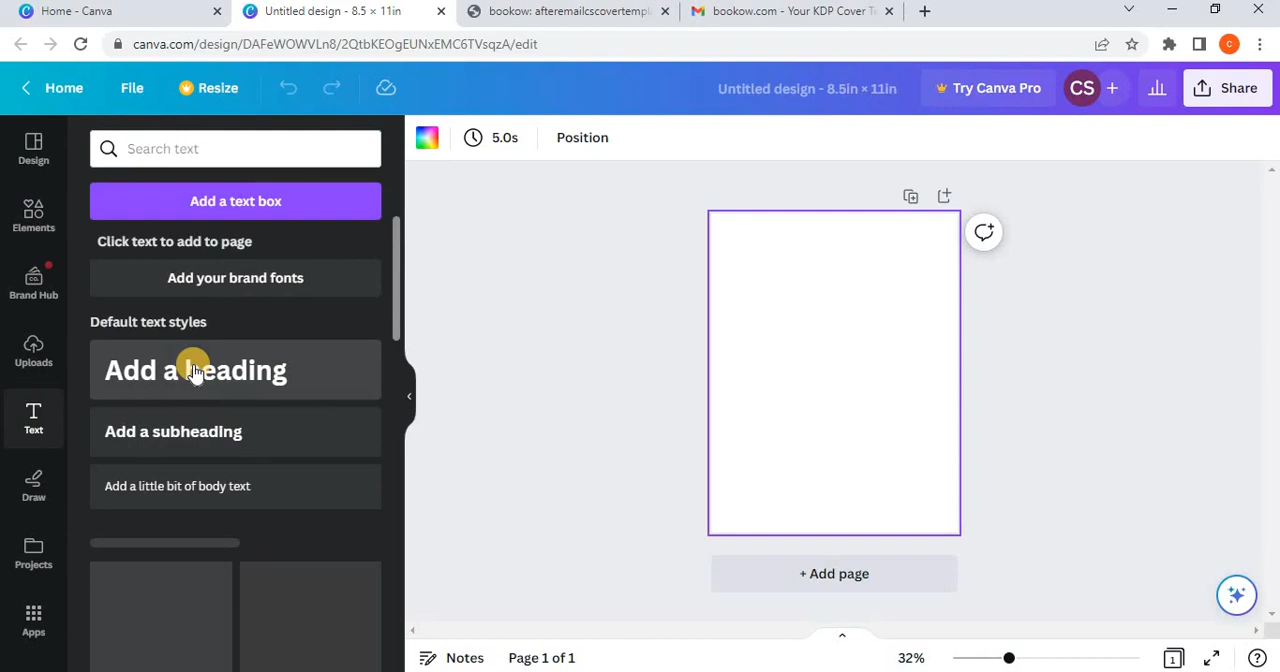 Home - Canva
Untitled design - 8.5 × 11in
bookow: afteremailcscovertempl
bookow.com - Your KDP Cover Te
canva.com/design/DAFeWOWVLn8/2QtbKEOgEUNxEMC6TVsqzA/edit
C
Home
File
Resize
Untitled design - 8.5in × 11in
Try Canva Pro
CS
Share
Design
Elements
Brand Hub
CO.
Uploads
Text
Draw
Projects
Apps
Search text
Add a text box
Click text to add to page
Add your brand fonts
Default text styles
Add a heading
Add a subheading
Add a little bit of body text
5.0s
Position
+ Add page
Notes
Page 1 of 1
32%
1